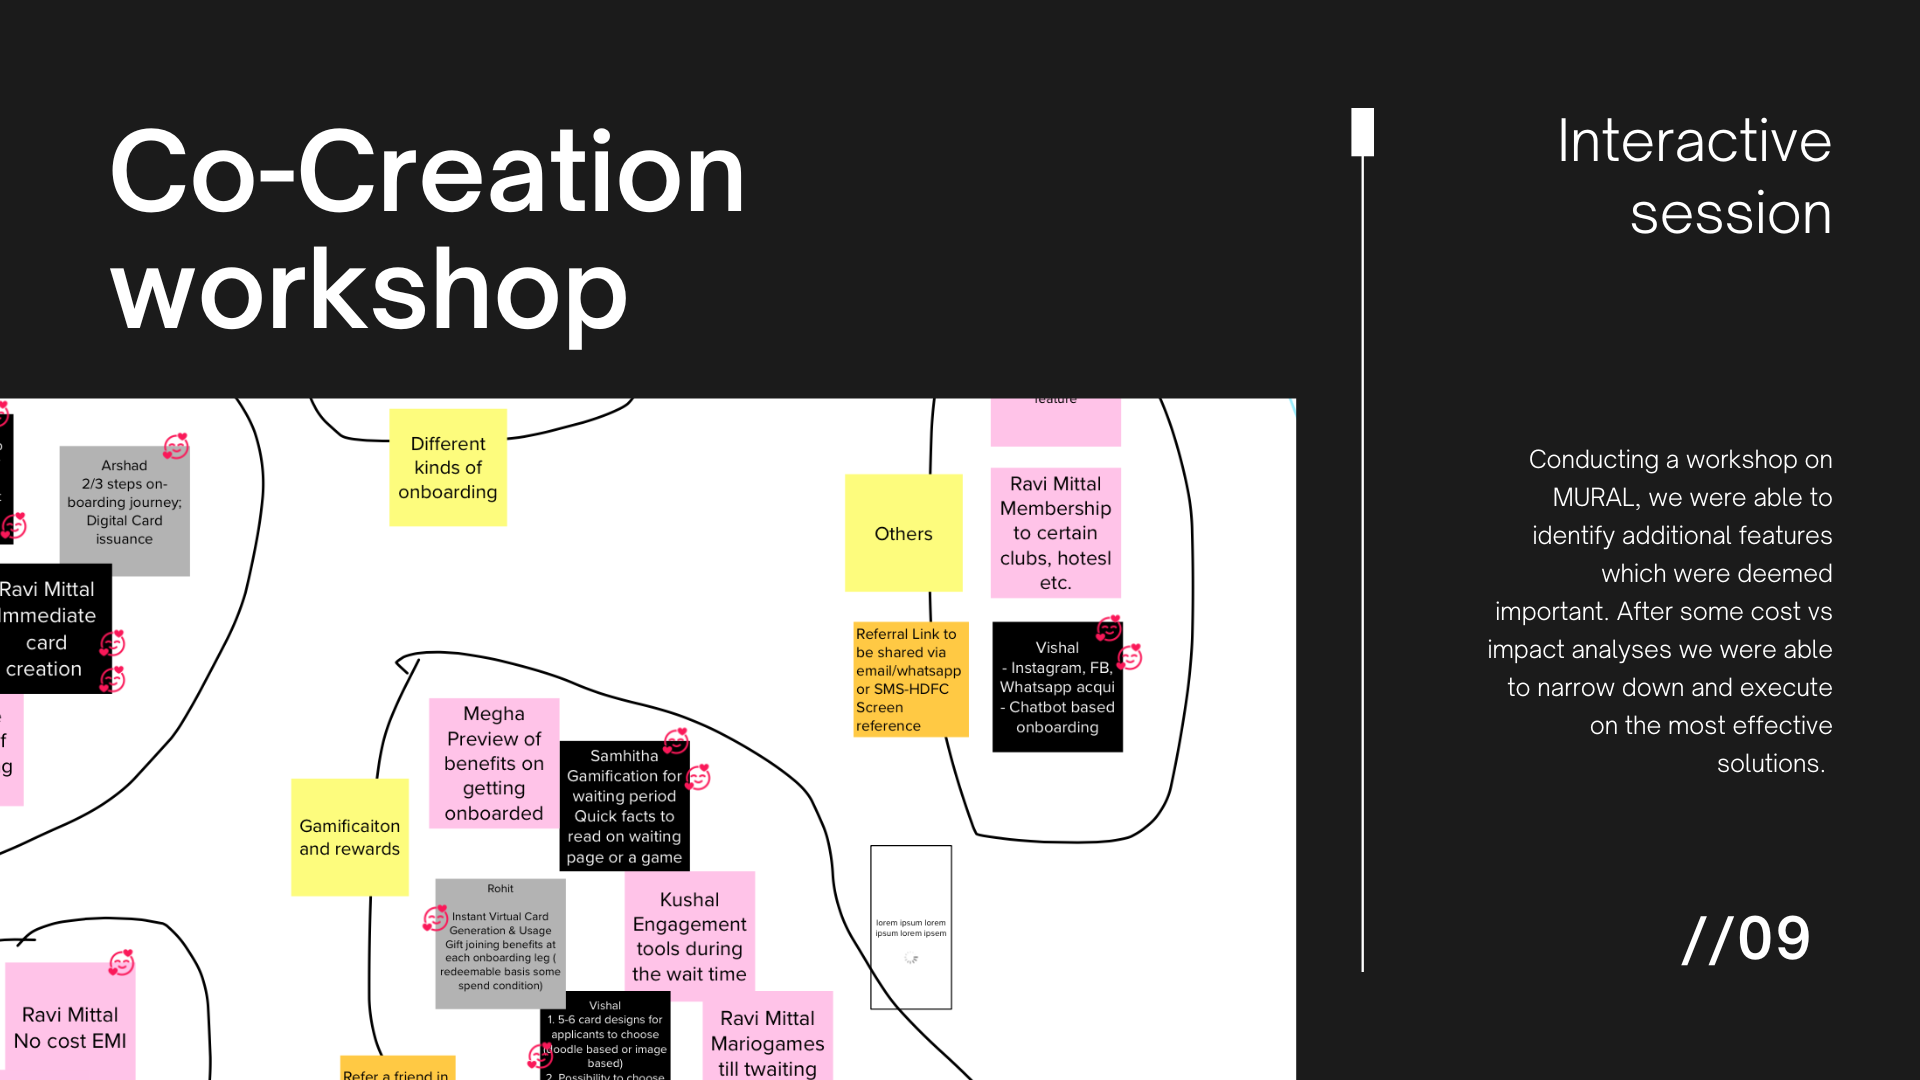 Co-Creation
workshop
Interactive
session
Conducting a workshop on
MURAL, we were able to
identify additional features
which were deemed
important. After some cost vs
impact analyses we were able
to narrow down and execute
on the most effective
solutions.
//09
Arshad
2/3 steps on-
boarding journey;
Digital Card
issuance
Ravi Mittal
Immediate
card
creation
Different
kinds of
onboarding
feature
Others
Ravi Mittal
Membership
to certain
clubs, hotesl
etc.
Referral Link to
be shared via
email/whatsapp
or SMS-HDFC
Screen
reference
Vishal
- Instagram, FB,
Whatsapp acqui
- Chatbot based
onboarding
Gamificaiton
and rewards
Megha
Preview of
benefits on
getting
onboarded
Samhitha
Gamification for
waiting period
Quick facts to
read on waiting
page or a game
Rohit
Instant Virtual Card
Generation & Usage
Gift joining benefits at
each onboarding leg (
redeemable basis some
spend condition)
Kushal
Engagement
tools during
the wait time
lorem ipsum lorem
ipsum lorem ipsem
Vishal
1. 5-6 card designs for
applicants to choose
(doodle based or image
based)
2. Possibility to choose
Ravi Mittal
Mariogames
till twaiting
Ravi Mittal
No cost EMI
Refer a friend in